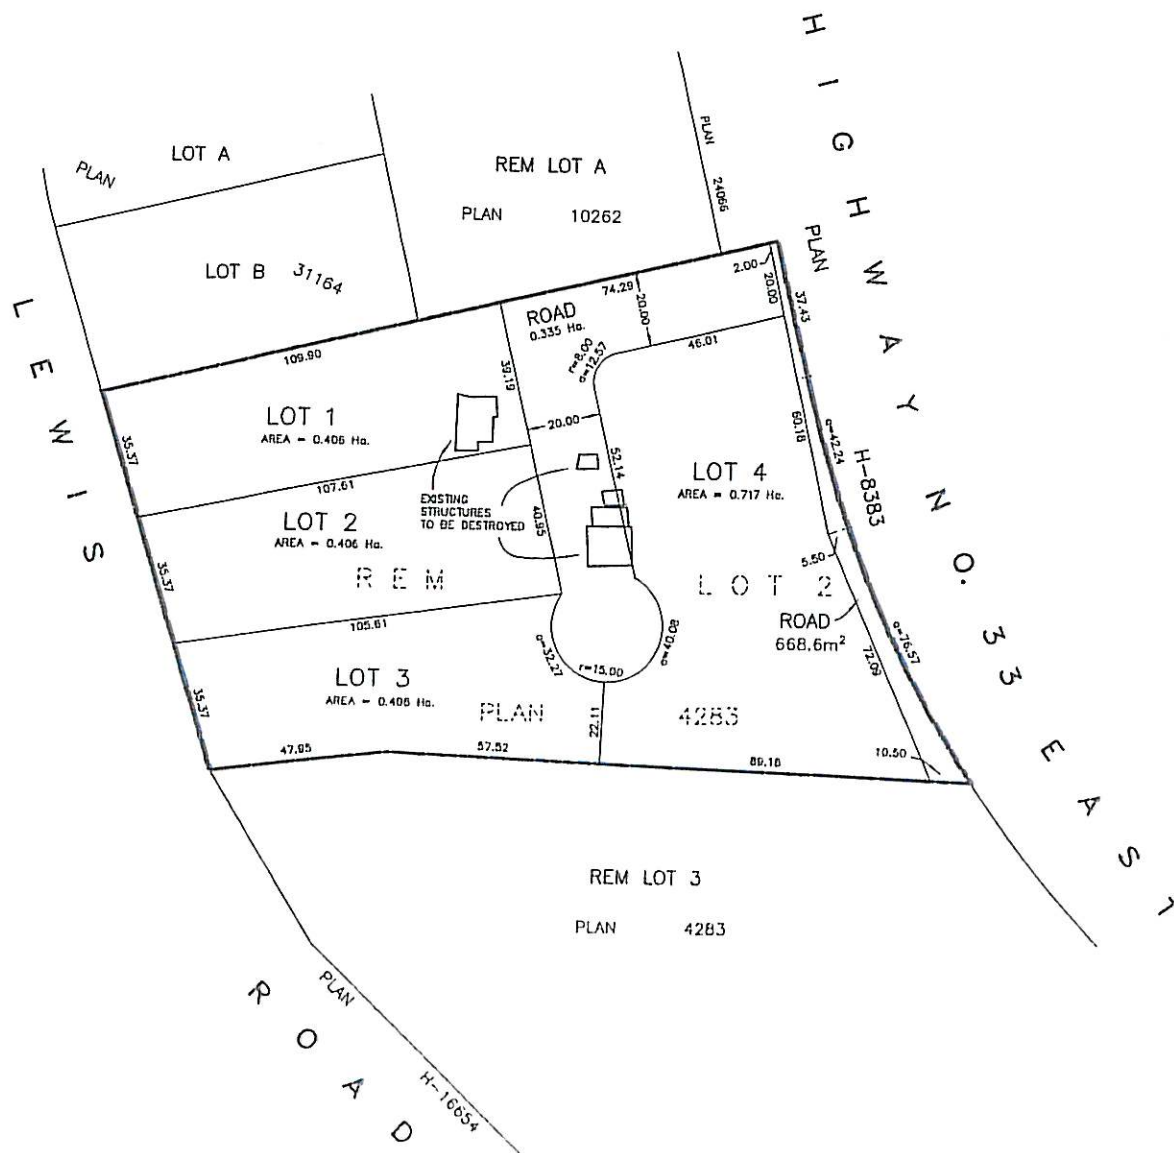 HIGHWAY NO. 33 EAST
LOT A
PLAN
REM LOT A
PLAN 10262
PLAN 24066
PLAN
LOT B 31164
LEWIS
2.00
20.00
37.43
74.29
20.00
ROAD
0.335 Ha.
r=8.00
a=12.57
46.01
109.90
39.19
LOT 1
AREA = 0.406 Ha.
20.00
35.37
60.18
a=42.24
H-8383
52.14
LOT 4
AREA = 0.717 Ha.
107.61
EXISTING
STRUCTURES
TO BE DESTROYED
40.95
LOT 2
AREA = 0.406 Ha.
5.50
35.37
REM LOT 2
ROAD
668.6m²
105.61
a=32.27
r=15.00
a=40.08
72.09
a=76.57
LOT 3
AREA = 0.406 Ha.
35.37
PLAN 4283
22.11
47.95
57.52
89.18
10.50
REM LOT 3
PLAN 4283
ROAD
PLAN
H-16654